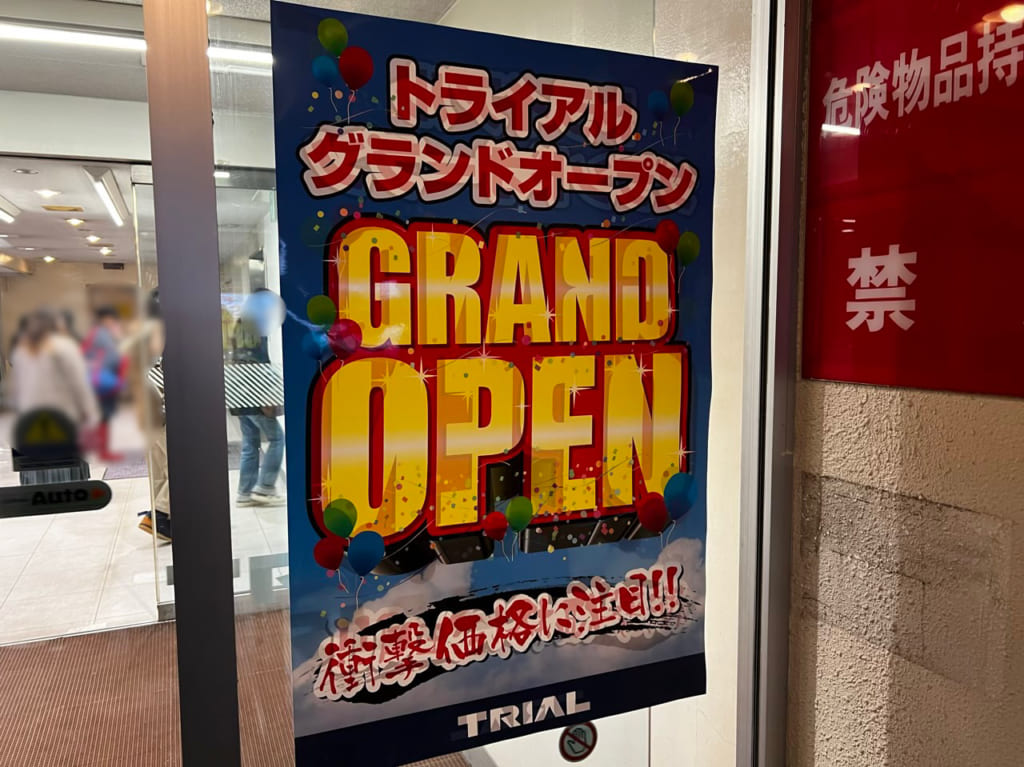 トライアル
グランドオープン
GRAND
OPEN
衝撃価格に注目!!
TRIAL
危険物品持
禁
Auto